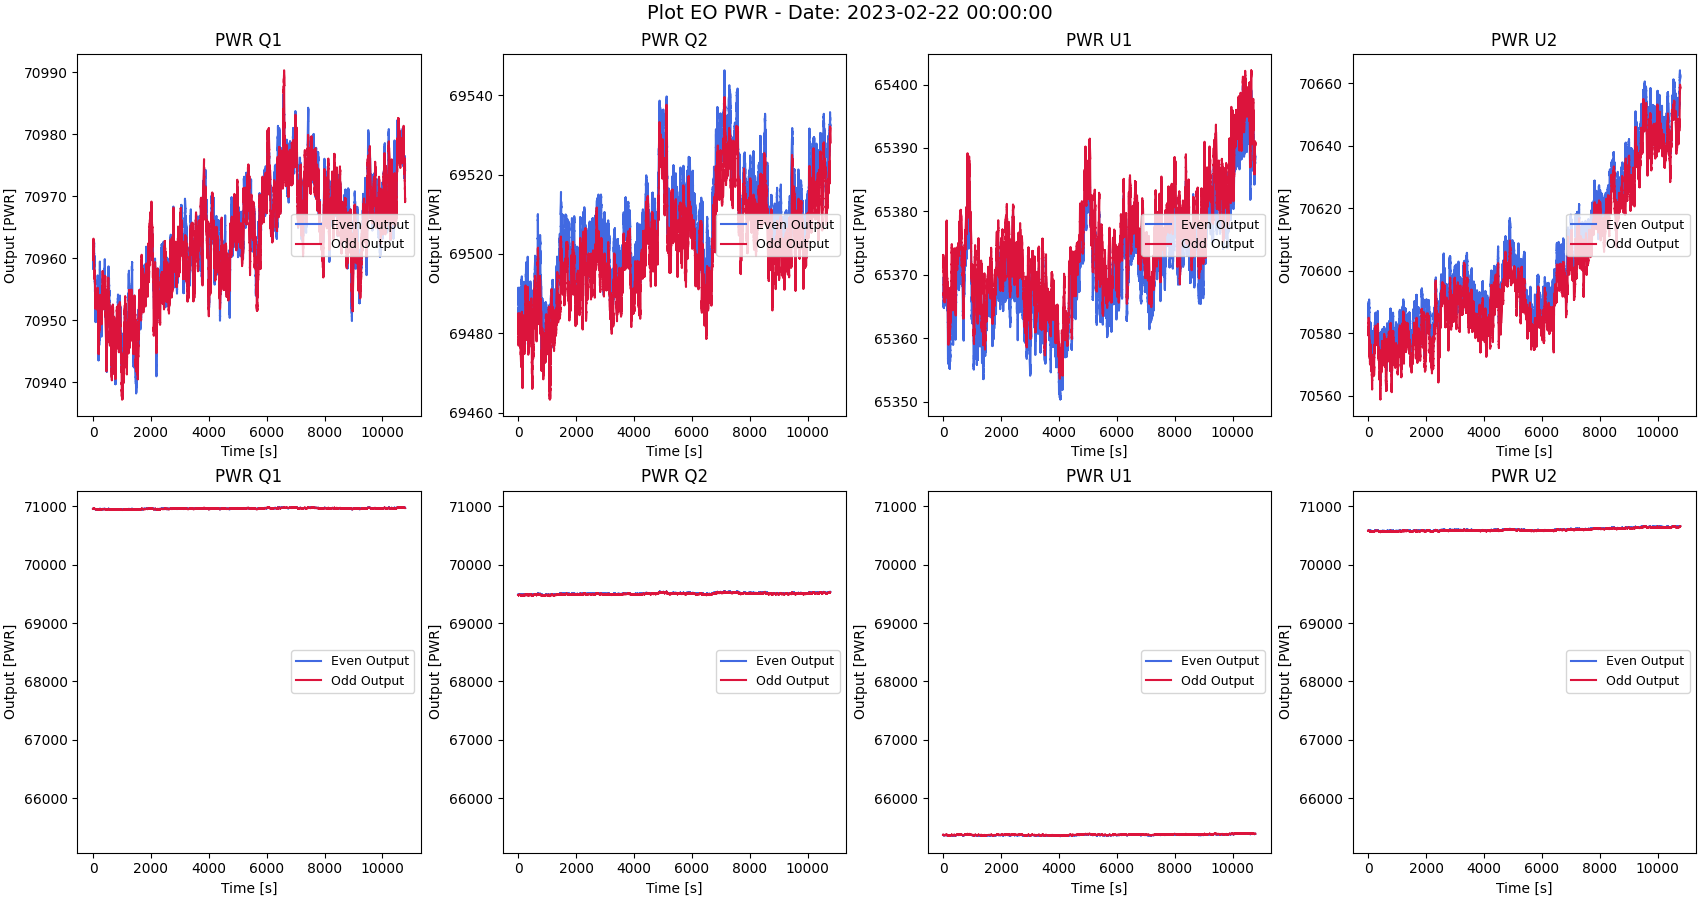 Plot EO PWR - Date: 2023-02-22 00:00:00
PWR Q1
Output [PWR]
70990
70980
70970
70960
70950
70940
Even Output
Odd Output
0 2000 4000 6000 8000 10000
Time [s]
PWR Q2
Output [PWR]
69540
69520
69500
69480
69460
Even Output
Odd Output
0 2000 4000 6000 8000 10000
Time [s]
PWR U1
Output [PWR]
65400
65390
65380
65370
65360
65350
Even Output
Odd Output
0 2000 4000 6000 8000 10000
Time [s]
PWR U2
Output [PWR]
70660
70640
70620
70600
70580
70560
Even Output
Odd Output
0 2000 4000 6000 8000 10000
Time [s]
PWR Q1
Output [PWR]
71000
70000
69000
68000
67000
66000
Even Output
Odd Output
0 2000 4000 6000 8000 10000
Time [s]
PWR Q2
Output [PWR]
71000
70000
69000
68000
67000
66000
Even Output
Odd Output
0 2000 4000 6000 8000 10000
Time [s]
PWR U1
Output [PWR]
71000
70000
69000
68000
67000
66000
Even Output
Odd Output
0 2000 4000 6000 8000 10000
Time [s]
PWR U2
Output [PWR]
71000
70000
69000
68000
67000
66000
Even Output
Odd Output
0 2000 4000 6000 8000 10000
Time [s]